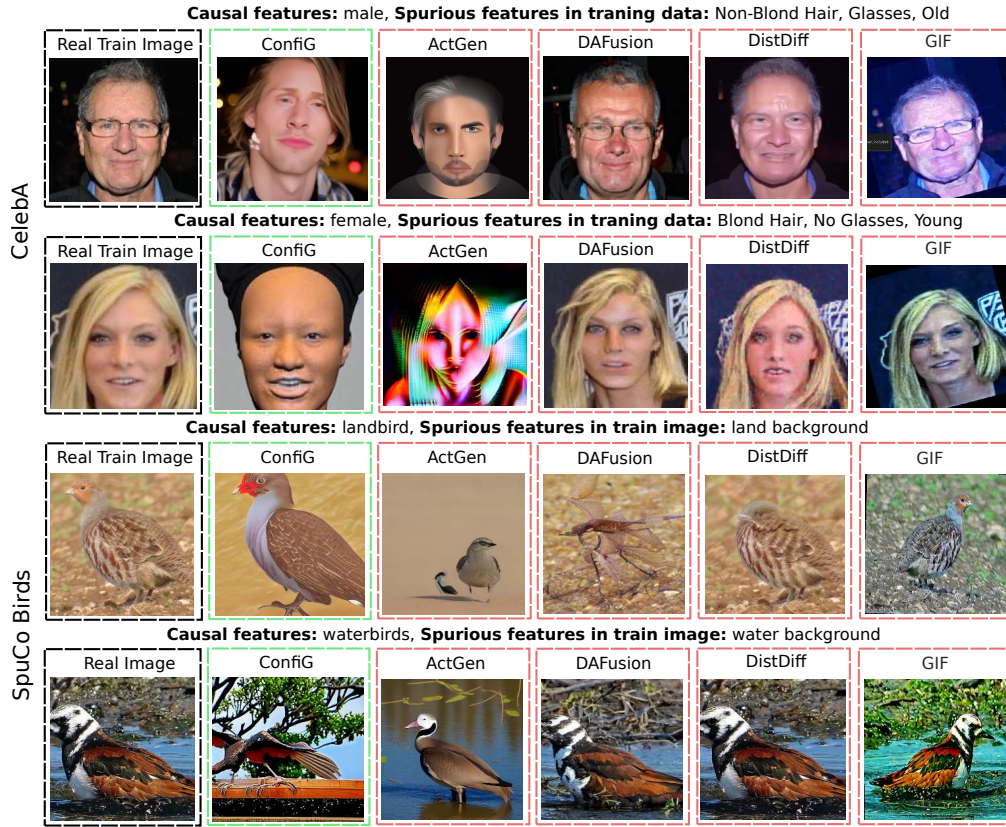 Causal features: male, Spurious features in traning data: Non-Blond Hair, Glasses, Old
Real Train Image ConfiG ActGen DAFusion DistDiff GIF
CelebA
Causal features: female, Spurious features in traning data: Blond Hair, No Glasses, Young
Real Train Image ConfiG ActGen DAFusion DistDiff GIF
Causal features: landbird, Spurious features in train image: land background
Real Train Image ConfiG ActGen DAFusion DistDiff GIF
SpuCo Birds
Causal features: waterbirds, Spurious features in train image: water background
Real Image ConfiG ActGen DAFusion DistDiff GIF